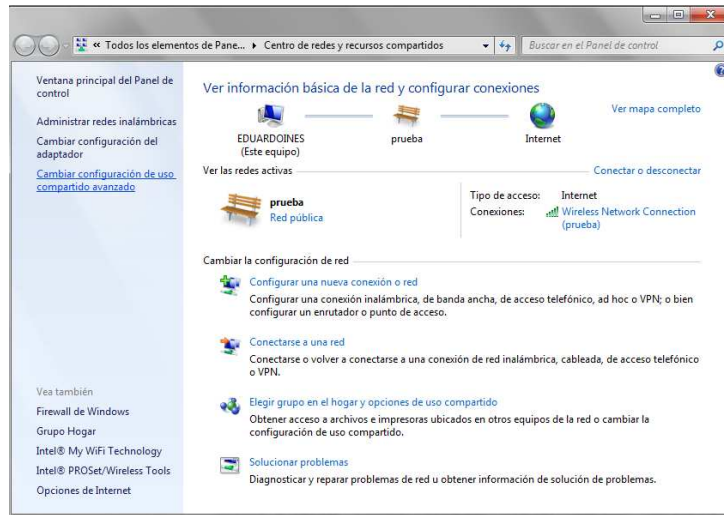 « Todos los elementos de Pane... ▸ Centro de redes y recursos compartidos
Buscar en el Panel de control
Ventana principal del Panel de
control
Administrar redes inalámbricas
Cambiar configuración del
adaptador
Cambiar configuración de uso
compartido avanzado
Vea también
Firewall de Windows
Grupo Hogar
Intel® My WiFi Technology
Intel® PROSet/Wireless Tools
Opciones de Internet
Ver información básica de la red y configurar conexiones
EDUARDOINES
(Este equipo)
prueba
Internet
Ver mapa completo
Ver las redes activas
Conectar o desconectar
prueba
Red pública
Tipo de acceso: Internet
Conexiones: Wireless Network Connection
(prueba)
Cambiar la configuración de red
Configurar una nueva conexión o red
Configurar una conexión inalámbrica, de banda ancha, de acceso telefónico, ad hoc o VPN; o bien
configurar un enrutador o punto de acceso.
Conectarse a una red
Conectarse o volver a conectarse a una conexión de red inalámbrica, cableada, de acceso telefónico
o VPN.
Elegir grupo en el hogar y opciones de uso compartido
Obtener acceso a archivos e impresoras ubicados en otros equipos de la red o cambiar la
configuración de uso compartido.
Solucionar problemas
Diagnosticar y reparar problemas de red u obtener información de solución de problemas.